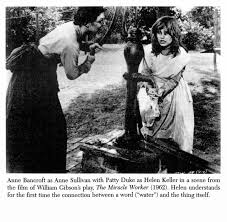 Anne Bancroft as Anne Sullivan with Patty Duke as Helen Keller in a scene from
the film of William Gibson's play, The Miracle Worker (1962). Helen understands
for the first time the connection between a word ("water") and the thing itself.